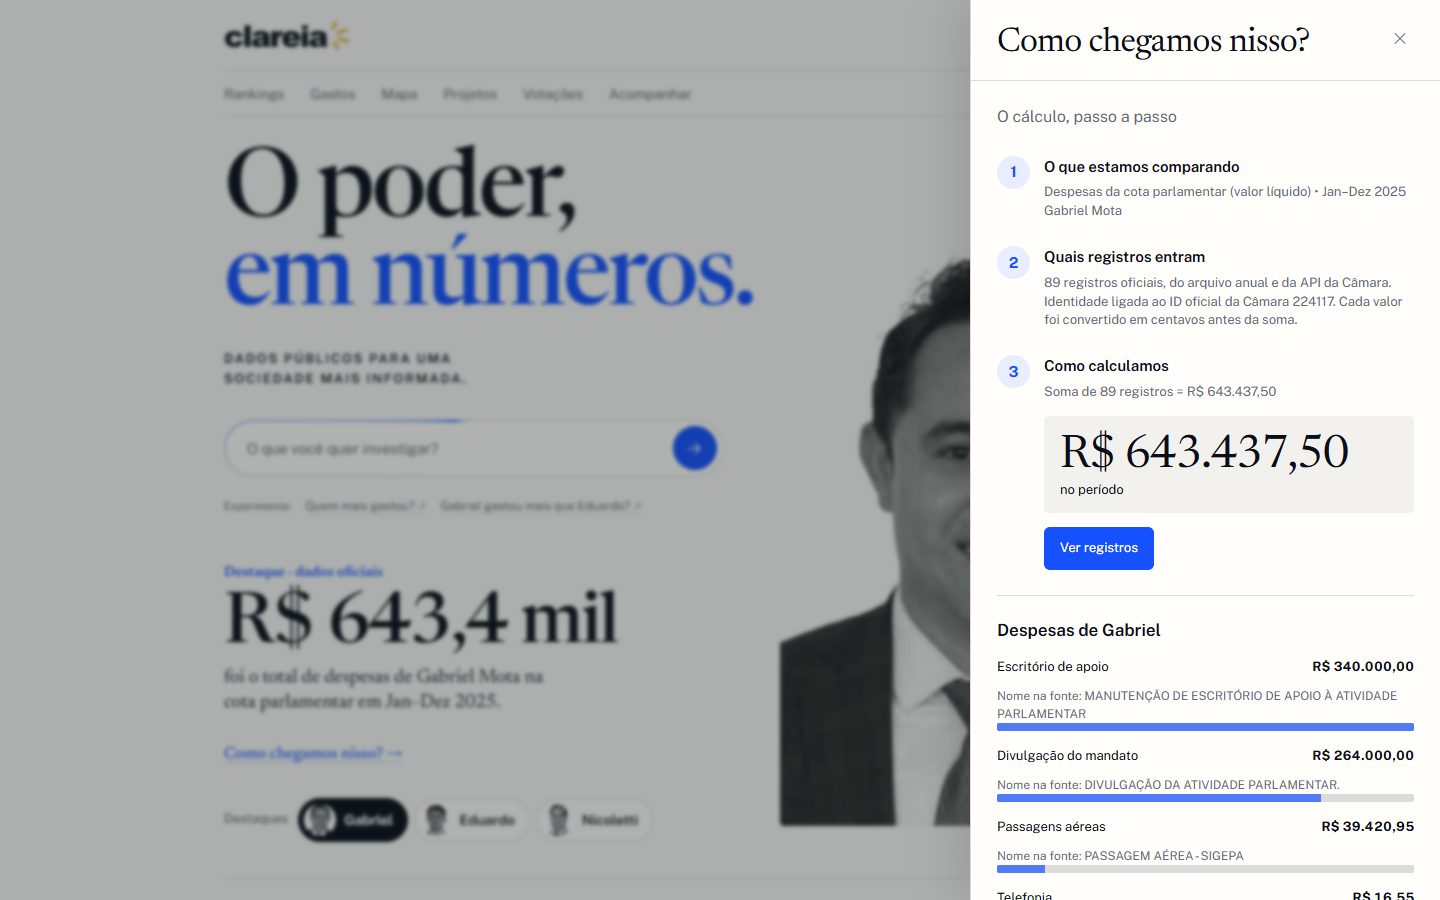 clareia
Rankings Gastos Mapa Projetos Votações Acompanhar
O poder,
em números.
DADOS PÚBLICOS PARA UMA
SOCIEDADE MAIS INFORMADA.
O que você quer investigar?
Experimente: Quem mais gastou? ↗ Gabriel gastou mais que Eduardo? ↗
Destaque · dados oficiais
R$ 643,4 mil
foi o total de despesas de Gabriel Mota na
cota parlamentar em Jan–Dez 2025.
Como chegamos nisso? →
Destaques Gabriel Eduardo Nicoletti
Como chegamos nisso?
O cálculo, passo a passo
1 O que estamos comparando
Despesas da cota parlamentar (valor líquido) • Jan–Dez 2025
Gabriel Mota
2 Quais registros entram
89 registros oficiais, do arquivo anual e da API da Câmara.
Identidade ligada ao ID oficial da Câmara 224117. Cada valor
foi convertido em centavos antes da soma.
3 Como calculamos
Soma de 89 registros = R$ 643.437,50
R$ 643.437,50
no período
Ver registros
Despesas de Gabriel
Escritório de apoio R$ 340.000,00
Nome na fonte: MANUTENÇÃO DE ESCRITÓRIO DE APOIO À ATIVIDADE
PARLAMENTAR
Divulgação do mandato R$ 264.000,00
Nome na fonte: DIVULGAÇÃO DA ATIVIDADE PARLAMENTAR.
Passagens aéreas R$ 39.420,95
Nome na fonte: PASSAGEM AÉREA - SIGEPA
Telefonia R$ 16,55